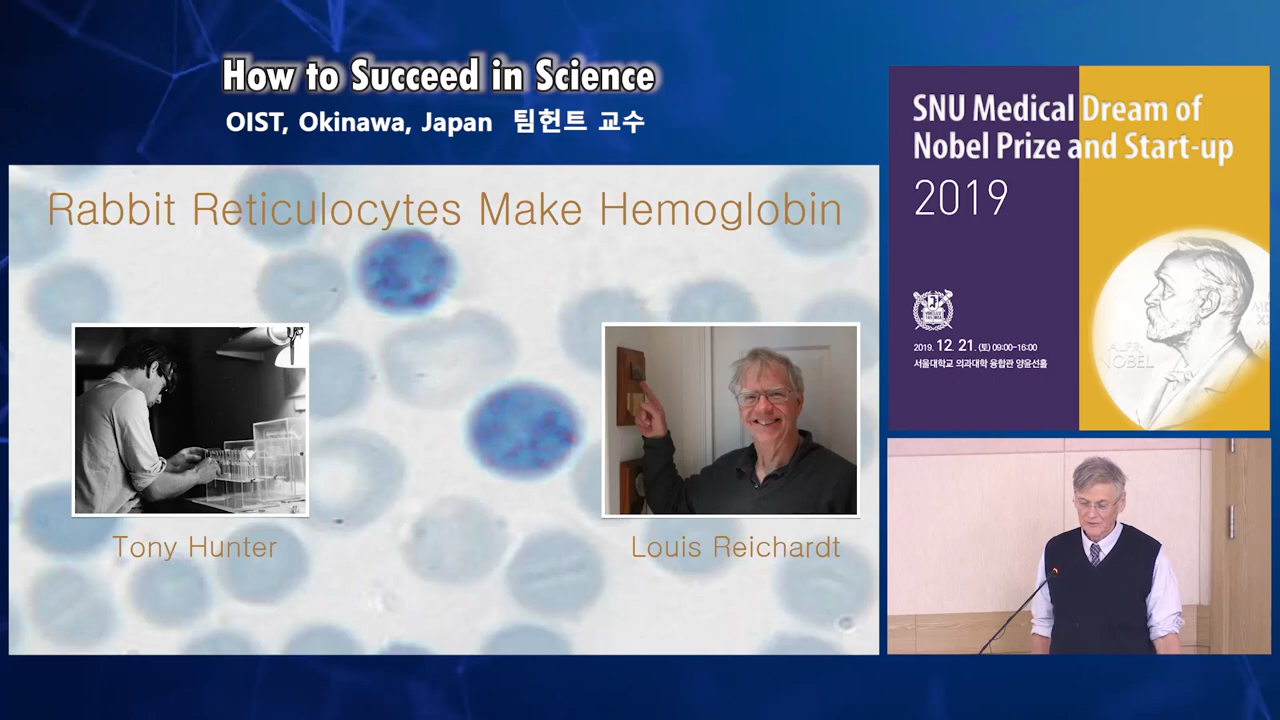 How to Succeed in Science
OIST, Okinawa, Japan 팀헌트 교수
Rabbit Reticulocytes Make Hemoglobin
Tony Hunter
Louis Reichardt
SNU Medical Dream of
Nobel Prize and Start-up
2019
2019. 12. 21. (토) 09:00~16:00
서울대학교 의과대학 융합관 양윤선홀
ALFR.
NOBEL